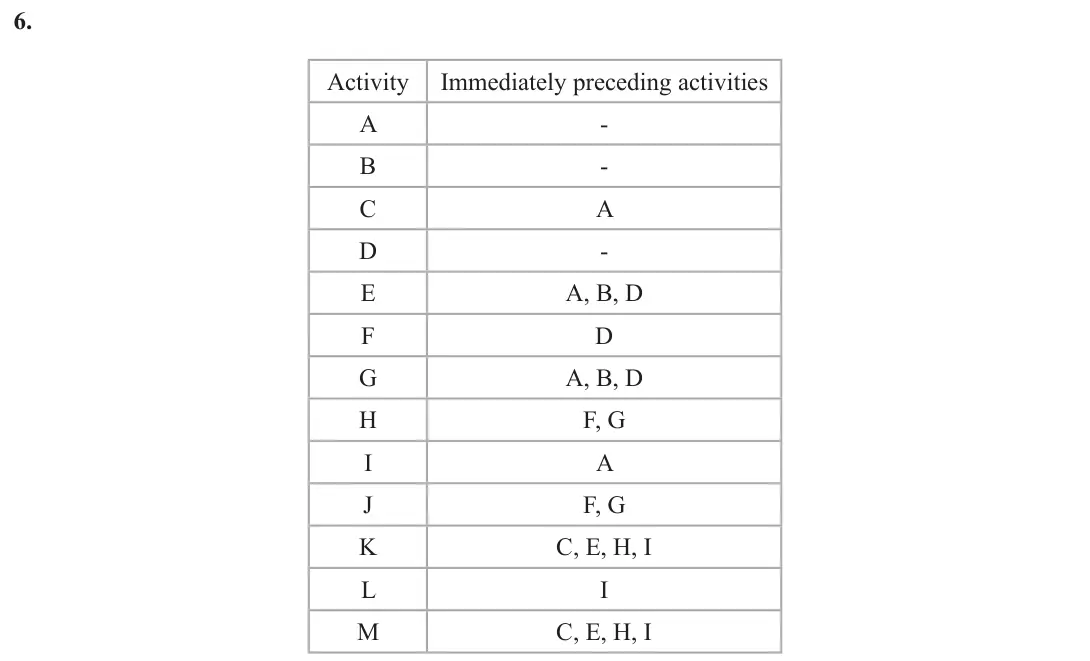 6.
Activity Immediately preceding activities
A -
B -
C A
D -
E A, B, D
F D
G A, B, D
H F, G
I A
J F, G
K C, E, H, I
L I
M C, E, H, I